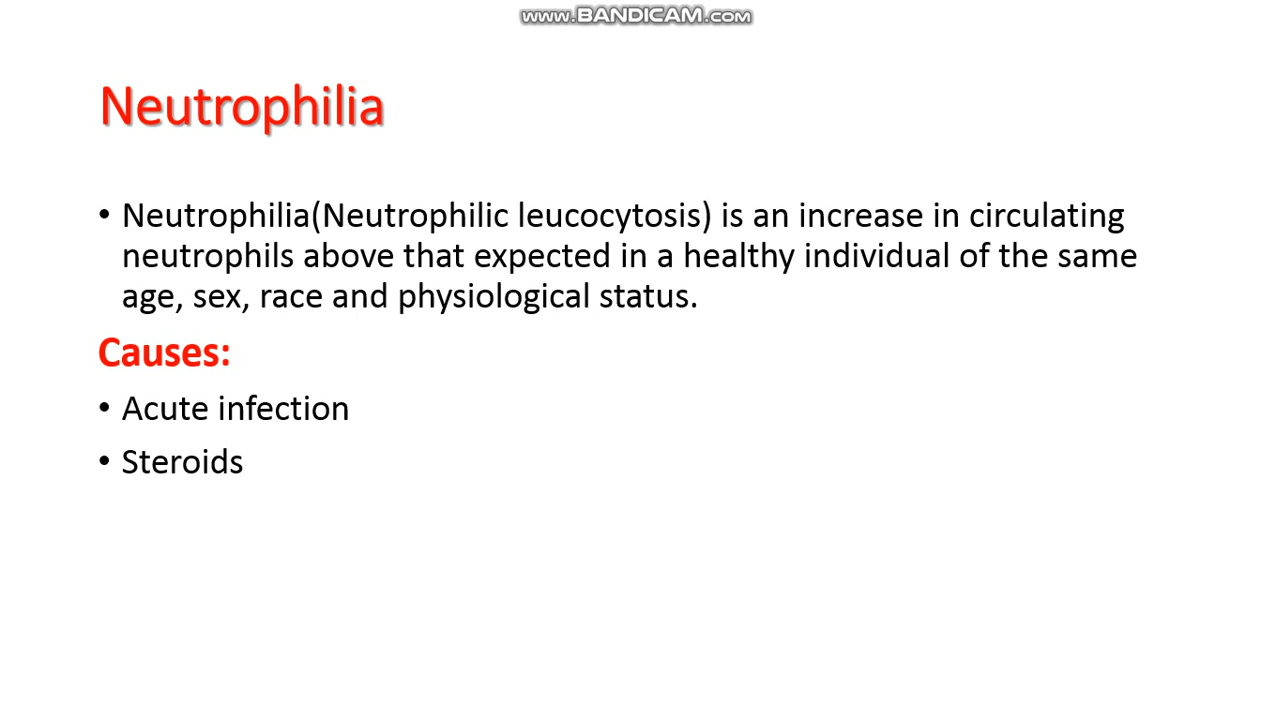 www.BANDICAM.com
Neutrophilia
• Neutrophilia(Neutrophilic leucocytosis) is an increase in circulating
neutrophils above that expected in a healthy individual of the same
age, sex, race and physiological status.
Causes:
• Acute infection
• Steroids